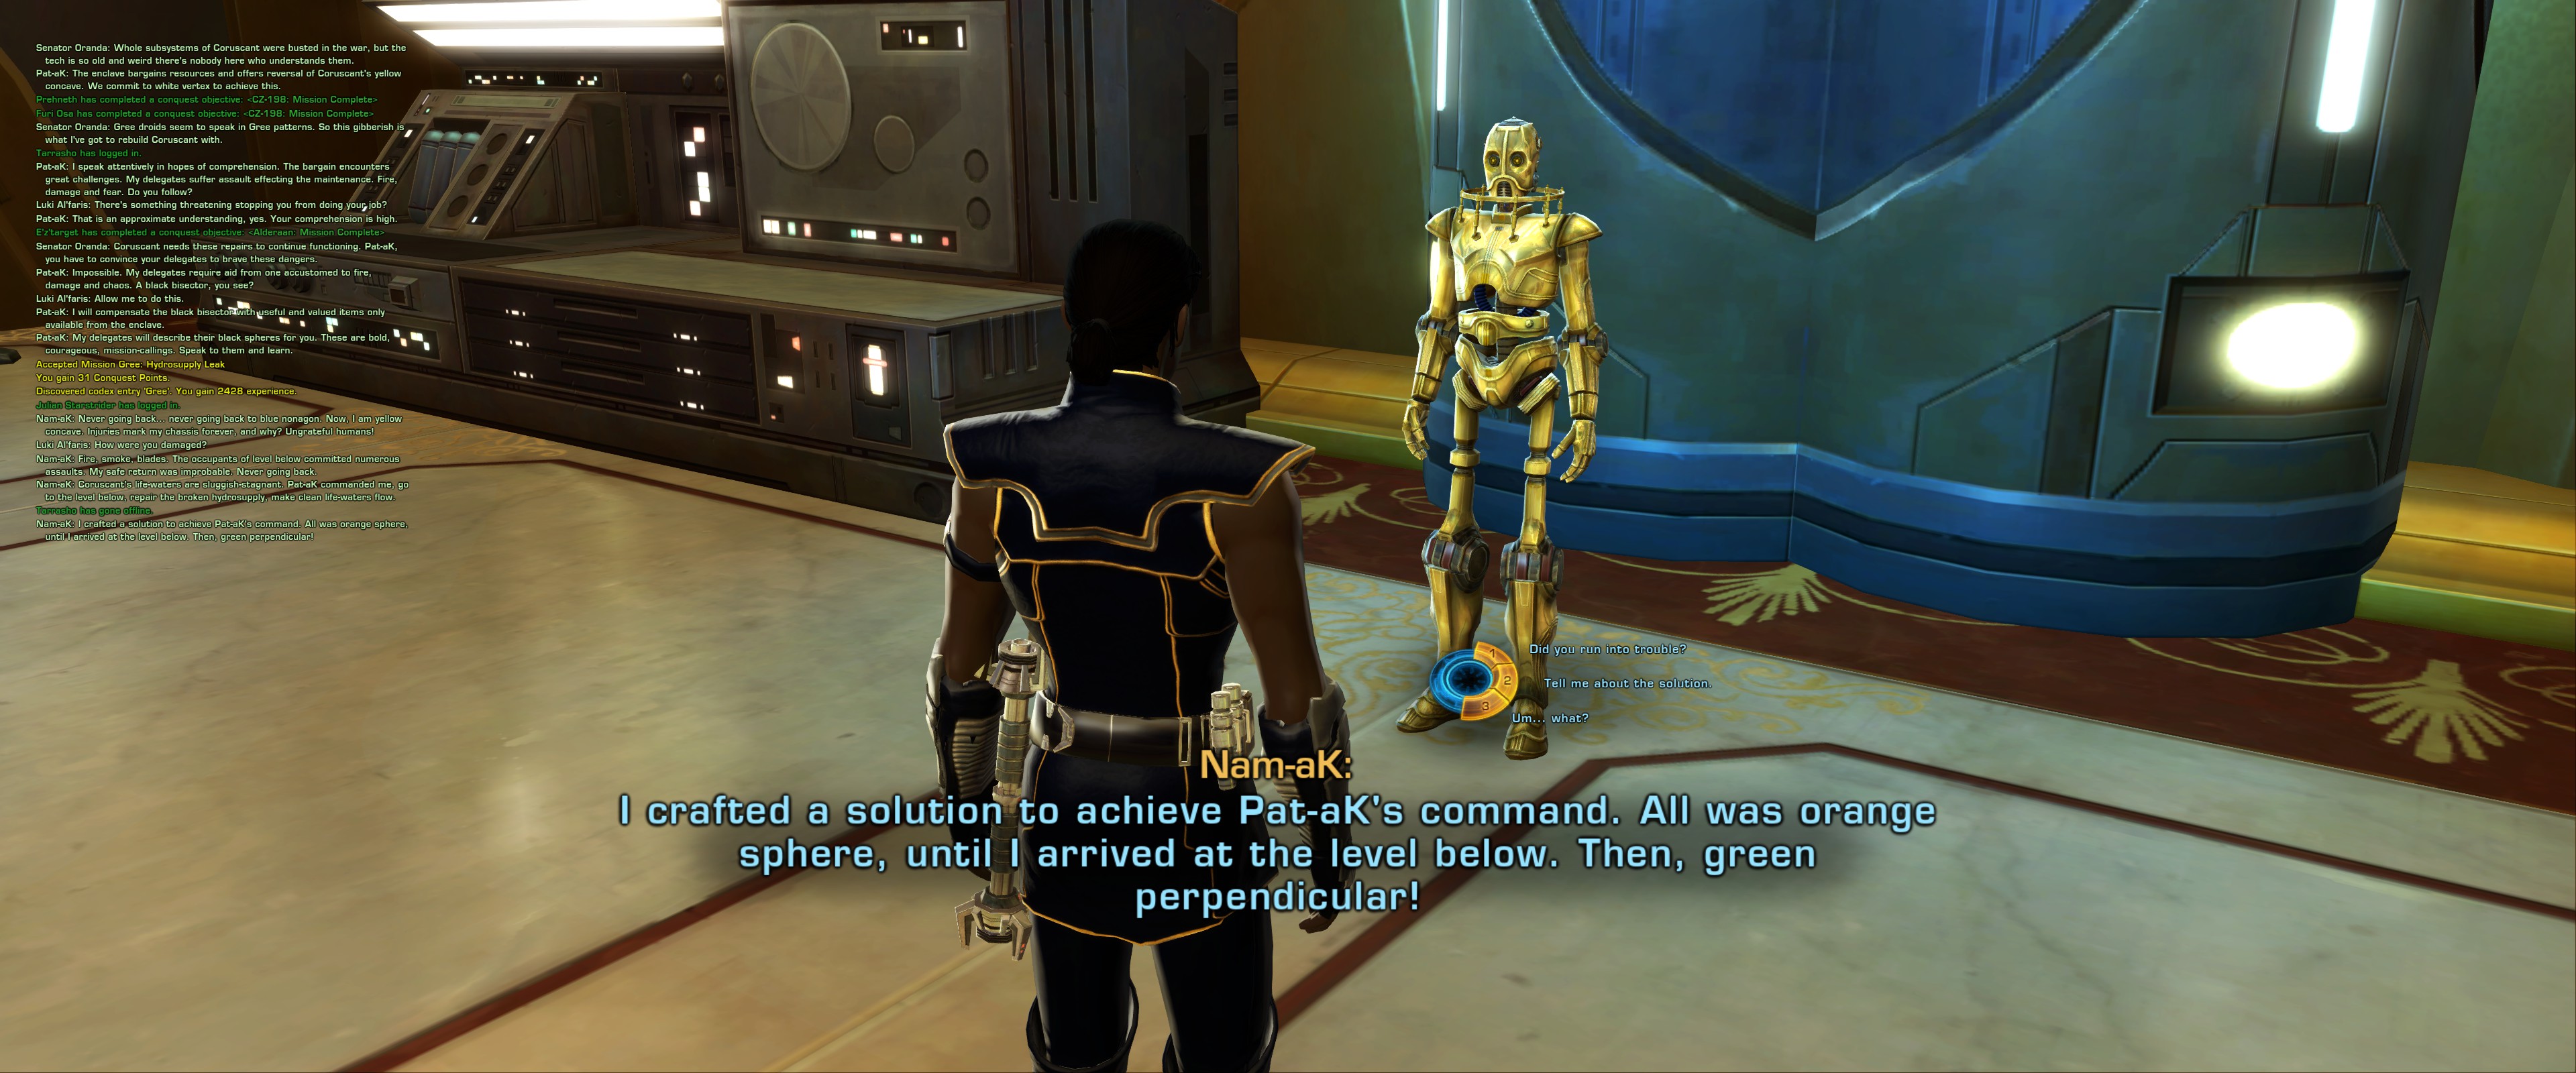 Senator Oranda: Whole subsystems of Coruscant were busted in the war, but the
tech is so old and weird there's nobody here who understands them.
Pat-aK: The enclave bargains resources and offers reversal of Coruscant's yellow
concave. We commit to white vertex to achieve this.
Prehneth has completed a conquest objective: <CZ-198: Mission Complete>
Furi Osa has completed a conquest objective: <CZ-198: Mission Complete>
Senator Oranda: Gree droids seem to speak in Gree patterns. So this gibberish is
what I've got to rebuild Coruscant with.
Tarrasho has logged in.
Pat-aK: I speak attentively in hopes of comprehension. The bargain encounters
great challenges. My delegates suffer assault effecting the maintenance. Fire,
damage and fear. Do you follow?
Luki Al'faris: There's something threatening stopping you from doing your job?
Pat-aK: That is an approximate understanding, yes. Your comprehension is high.
E'z'target has completed a conquest objective: <Alderaan: Mission Complete>
Senator Oranda: Coruscant needs these repairs to continue functioning. Pat-aK,
you have to convince your delegates to brave these dangers.
Pat-aK: Impossible. My delegates require aid from one accustomed to fire,
damage and chaos. A black bisector, you see?
Luki Al'faris: Allow me to do this.
Pat-aK: I will compensate the black bisector with useful and valued items only
available from the enclave.
Pat-aK: My delegates will describe their black spheres for you. These are bold,
courageous, mission-callings. Speak to them and learn.
Accepted Mission Gree: Hydrosupply Leak
You gain 31 Conquest Points.
Discovered codex entry 'Gree'. You gain 2428 experience.
Julian Starstrider has logged in.
Nam-aK: Never going back... never going back to blue nonagon. Now, I am yellow
concave. Injuries mark my chassis forever, and why? Ungrateful humans!
Luki Al'faris: How were you damaged?
Nam-aK: Fire, smoke, blades. The occupants of level below committed numerous
assaults. My safe return was improbable. Never going back.
Nam-aK: Coruscant's life-waters are sluggish-stagnant. Pat-aK commanded me, go
to the level below, repair the broken hydrosupply, make clean life-waters flow.
Tarrasho has gone offline.
Nam-aK: I crafted a solution to achieve Pat-aK's command. All was orange sphere,
until I arrived at the level below. Then, green perpendicular!
1 Did you run into trouble?
2 Tell me about the solution.
3 Um... what?
Nam-aK:
I crafted a solution to achieve Pat-aK's command. All was orange
sphere, until I arrived at the level below. Then, green
perpendicular!